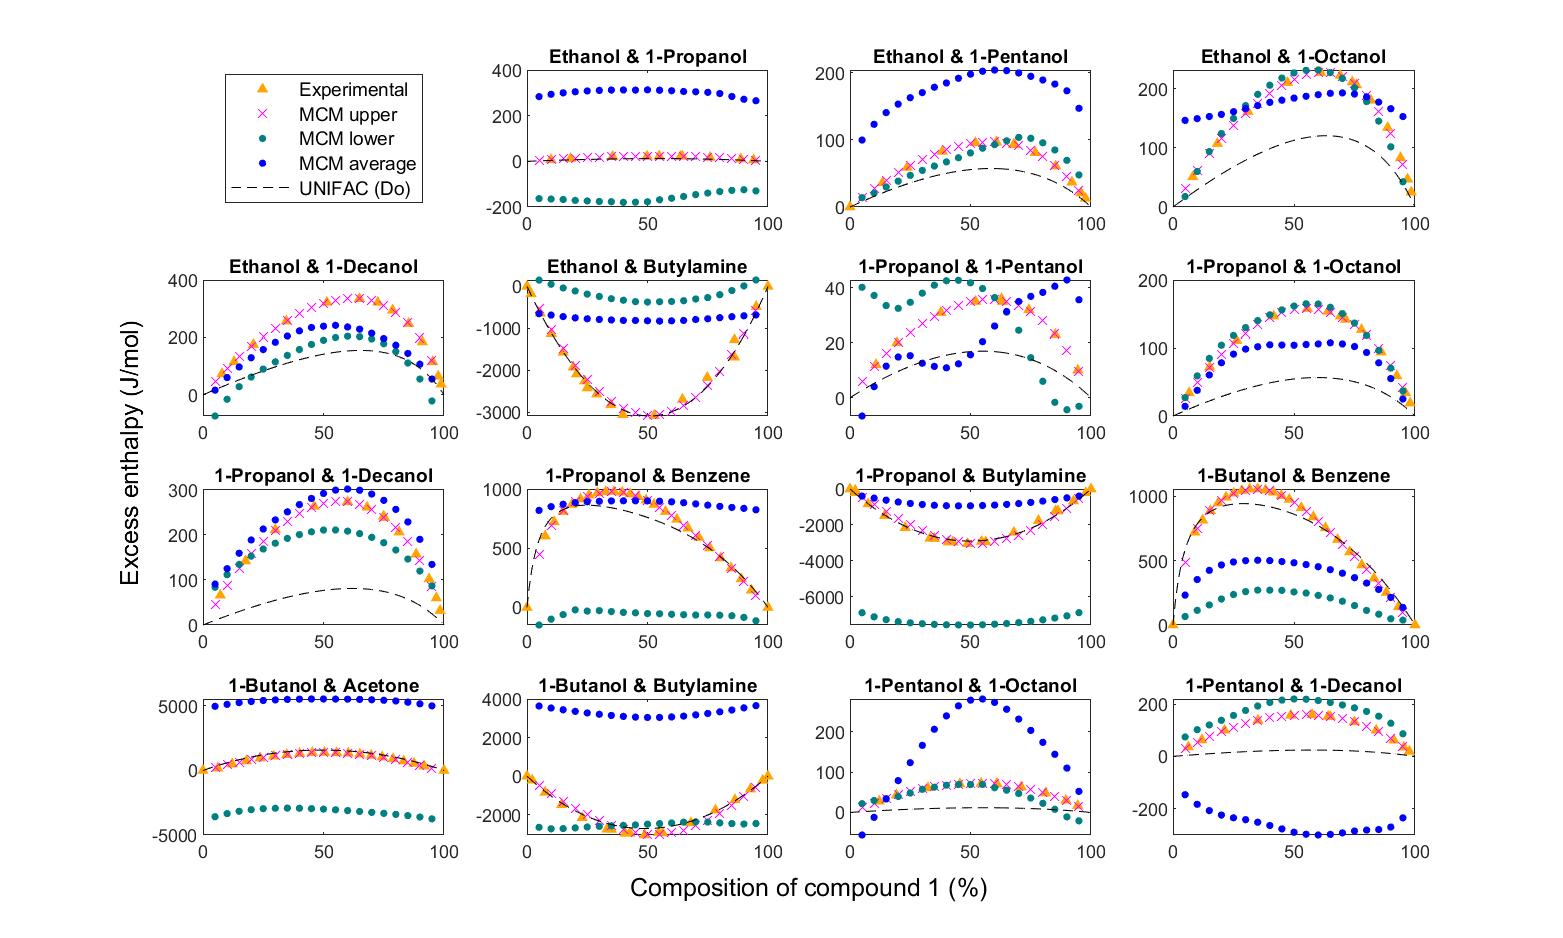 Experimental
MCM upper
MCM lower
MCM average
UNIFAC (Do)
Ethanol & 1-Propanol
400
200
0
-200
0 50 100
Ethanol & 1-Pentanol
200
100
0
0 50 100
Ethanol & 1-Octanol
200
100
0
0 50 100
Ethanol & 1-Decanol
400
200
0
0 50 100
Ethanol & Butylamine
0
-1000
-2000
-3000
0 50 100
1-Propanol & 1-Pentanol
40
20
0
0 50 100
1-Propanol & 1-Octanol
200
100
0
0 50 100
Excess enthalpy (J/mol)
1-Propanol & 1-Decanol
300
200
100
0
0 50 100
1-Propanol & Benzene
1000
500
0
0 50 100
1-Propanol & Butylamine
0
-2000
-4000
-6000
0 50 100
1-Butanol & Benzene
1000
500
0
0 50 100
1-Butanol & Acetone
5000
0
-5000
0 50 100
1-Butanol & Butylamine
4000
2000
0
-2000
0 50 100
1-Pentanol & 1-Octanol
200
100
0
0 50 100
1-Pentanol & 1-Decanol
200
0
-200
0 50 100
Composition of compound 1 (%)